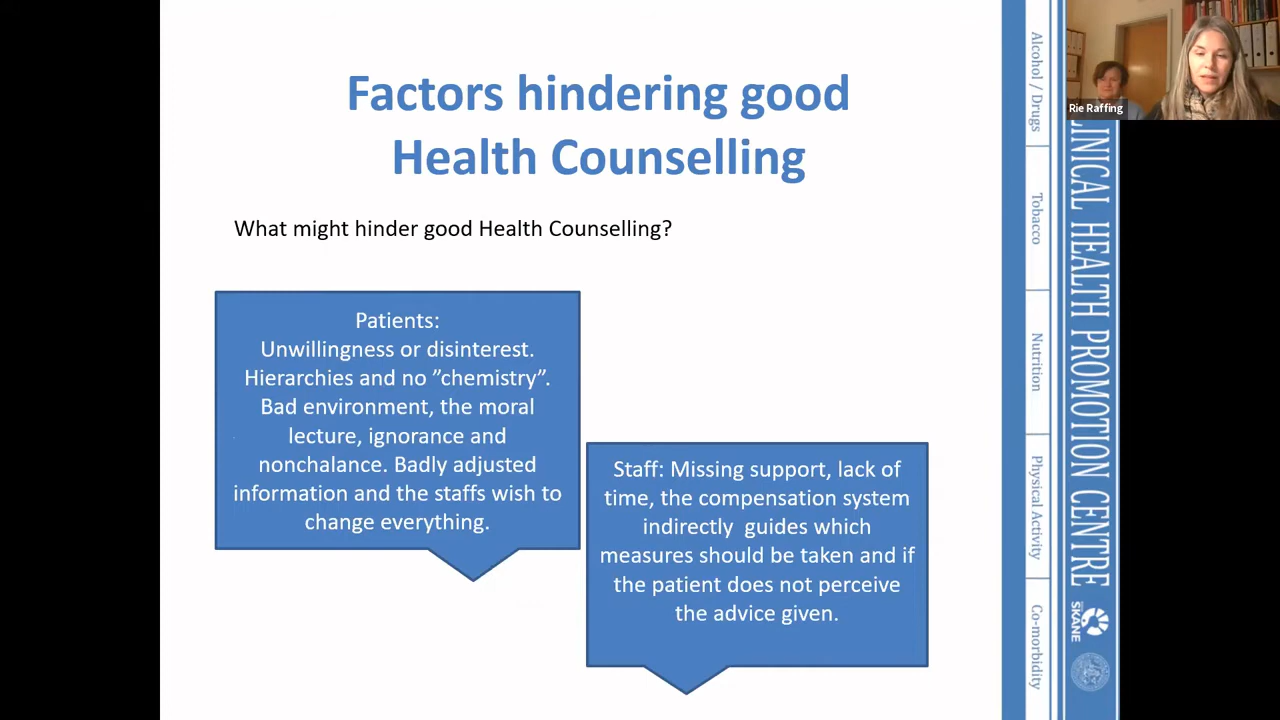 Factors hindering good
Health Counselling
What might hinder good Health Counselling?
Patients:
Unwillingness or disinterest.
Hierarchies and no ”chemistry”.
Bad environment, the moral
lecture, ignorance and
nonchalance. Badly adjusted
information and the staffs wish to
change everything.
Staff: Missing support, lack of
time, the compensation system
indirectly  guides which
measures should be taken and if
the patient does not perceive
the advice given.
Alcohol / Drugs
Tobacco
Nutrition
Physical Activity
Co-morbidity
LINICAL HEALTH PROMOTION CENTRE
SKÅNE
Rie Raffing